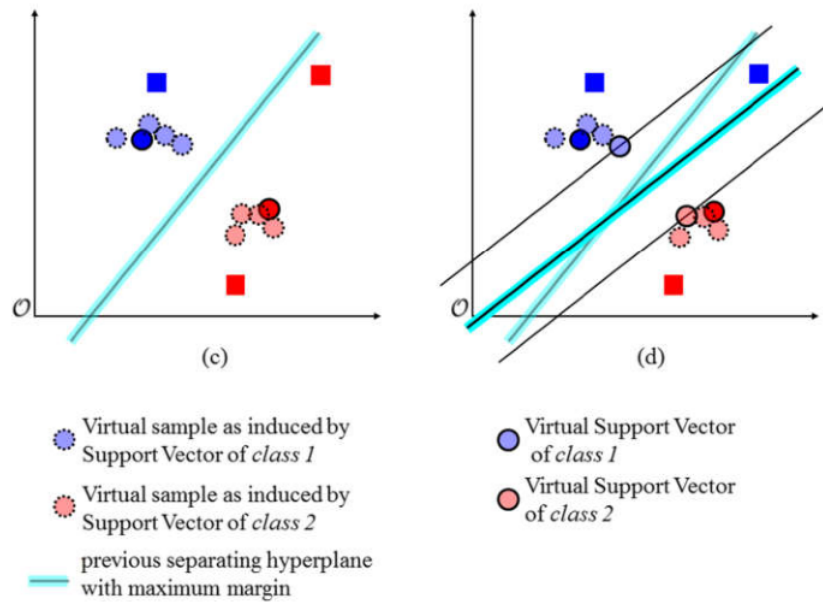 𝒪
𝒪
(c)
(d)
Virtual sample as induced by
Support Vector of class 1
Virtual sample as induced by
Support Vector of class 2
previous separating hyperplane
with maximum margin
Virtual Support Vector
of class 1
Virtual Support Vector
of class 2